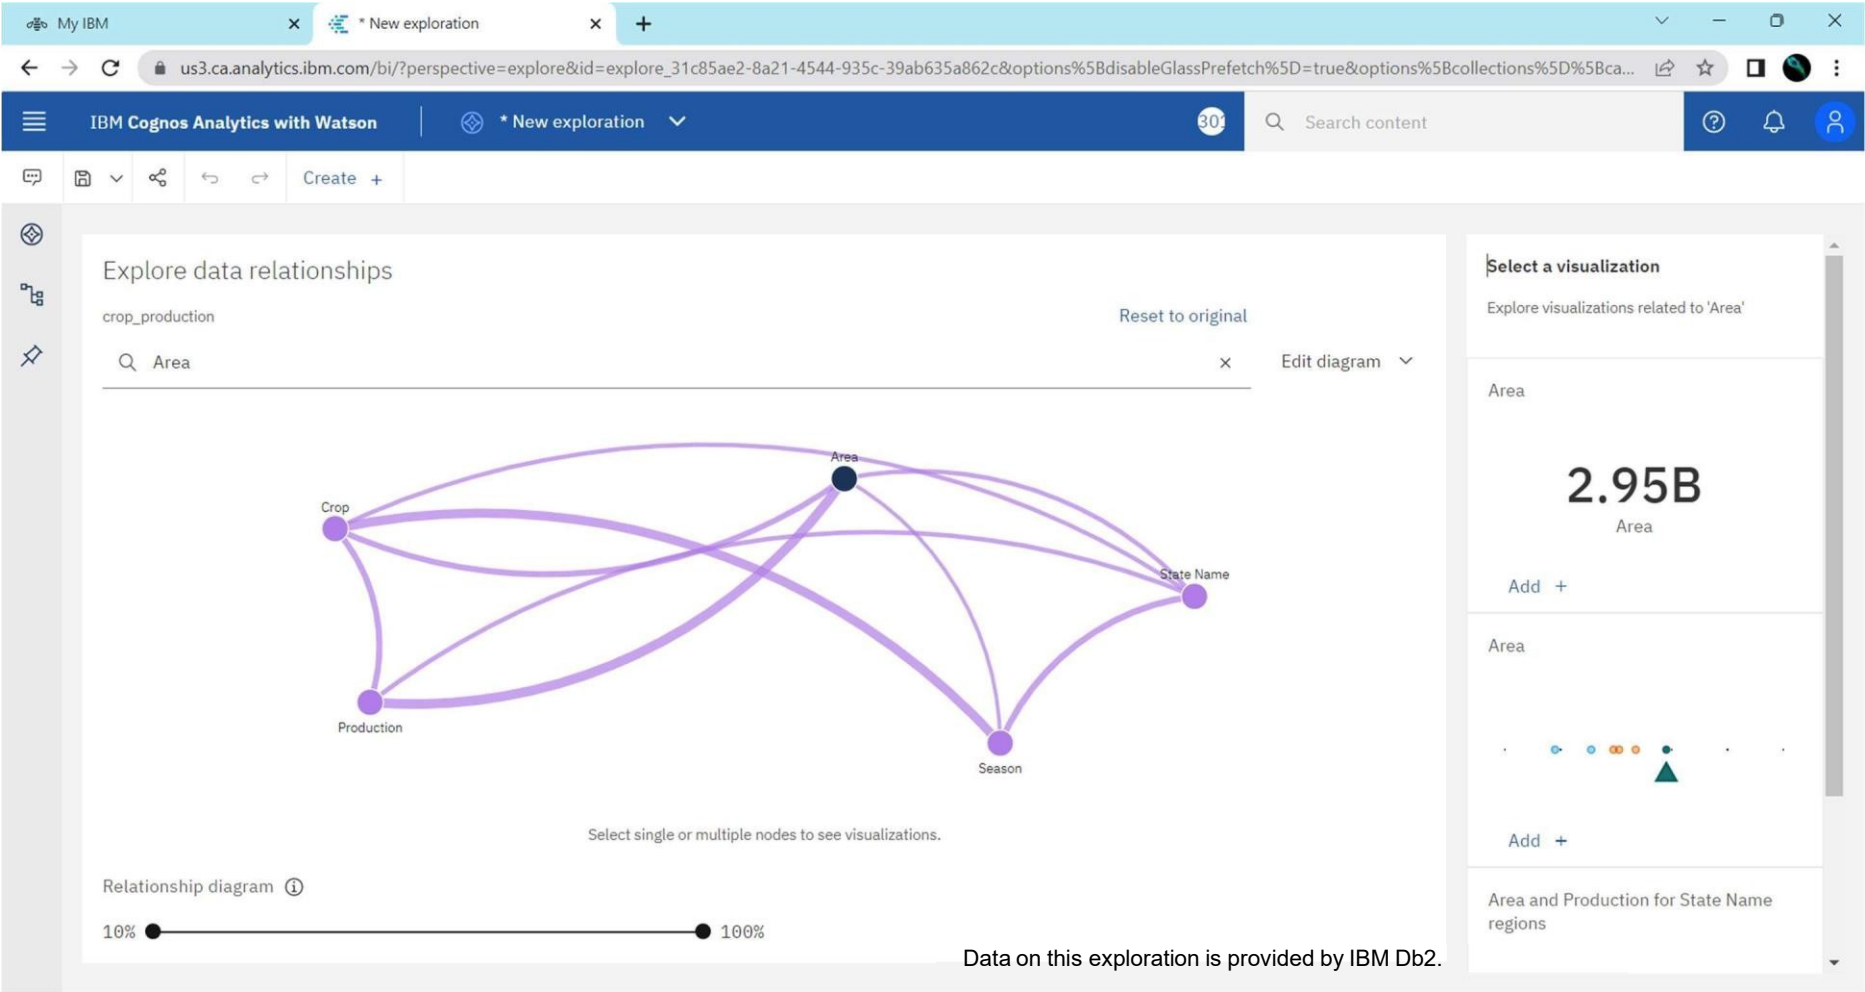 My IBM
* New exploration
us3.ca.analytics.ibm.com/bi/?perspective=explore&id=explore_31c85ae2-8a21-4544-935c-39ab635a862c&options%5BdisableGlassPrefetch%5D=true&options%5Bcollections%5D%5Bca...
IBM Cognos Analytics with Watson
* New exploration
301
Search content
Create +
Explore data relationships
crop_production
Reset to original
Area
Edit diagram
Area
Crop
State Name
Production
Season
Select single or multiple nodes to see visualizations.
Relationship diagram
10%
100%
Data on this exploration is provided by IBM Db2.
Select a visualization
Explore visualizations related to 'Area'
Area
2.95B
Area
Add +
Area
Add +
Area and Production for State Name
regions